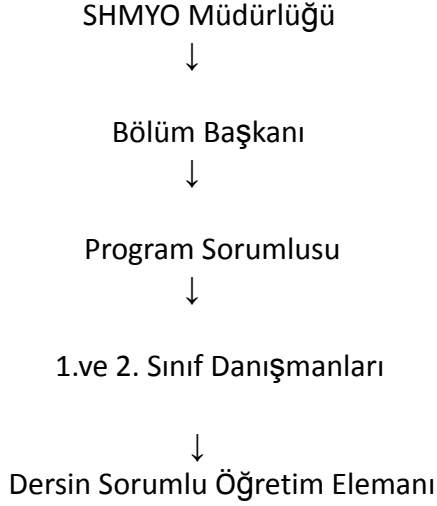 SHMYO Müdürlüğü
↓
Bölüm Başkanı
↓
Program Sorumlusu
↓
1.ve 2. Sınıf Danışmanları
↓
Dersin Sorumlu Öğretim Elemanı